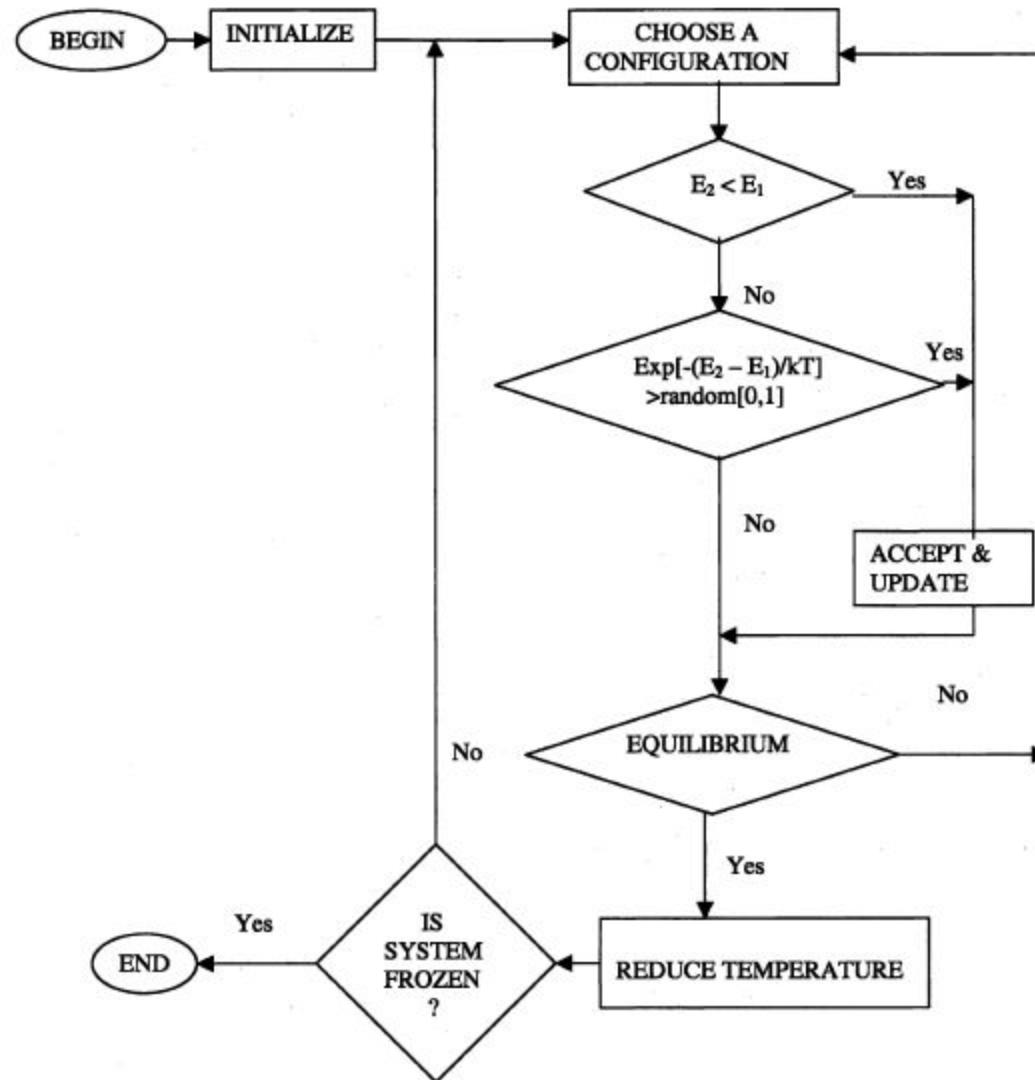 BEGIN
INITIALIZE
CHOOSE A
CONFIGURATION
E₂ < E₁
Yes
No
Exp[-(E₂ – E₁)/kT]
>random[0,1]
Yes
No
ACCEPT &
UPDATE
EQUILIBRIUM
No
Yes
REDUCE TEMPERATURE
IS
SYSTEM
FROZEN
?
No
Yes
END